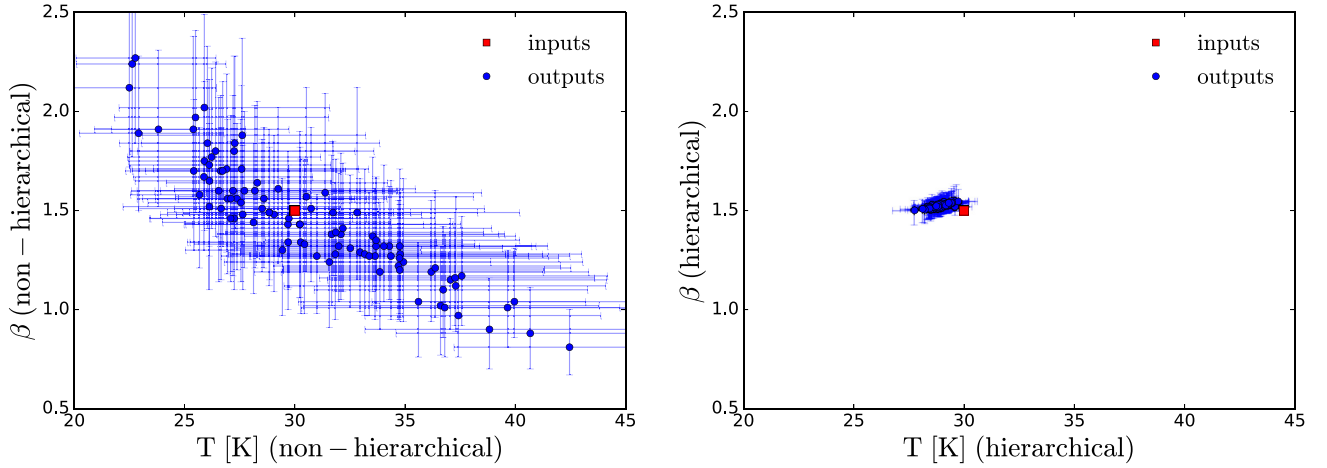 2.5
2.0
1.5
1.0
0.5
β (non − hierarchical)
inputs
outputs
20 25 30 35 40 45
T [K] (non − hierarchical)
2.5
2.0
1.5
1.0
0.5
β (hierarchical)
inputs
outputs
20 25 30 35 40 45
T [K] (hierarchical)